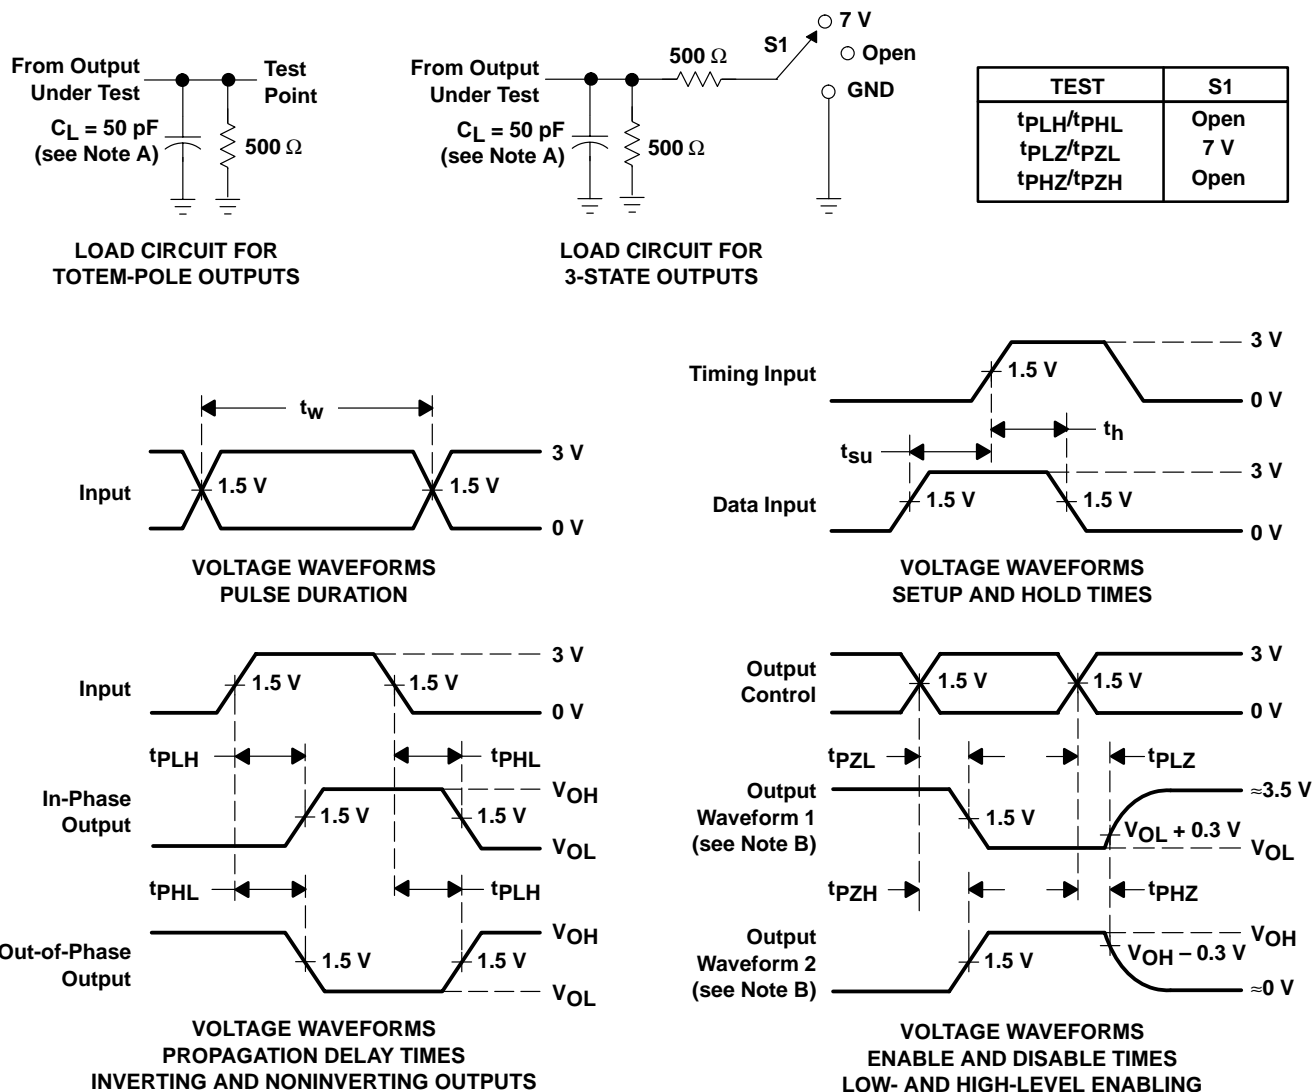 From Output
Under Test
Test
Point
CL = 50 pF
(see Note A)
500 Ω
LOAD CIRCUIT FOR
TOTEM-POLE OUTPUTS
From Output
Under Test
500 Ω
S1
7 V
Open
GND
CL = 50 pF
(see Note A)
500 Ω
LOAD CIRCUIT FOR
3-STATE OUTPUTS
TEST S1
tPLH/tPHL Open
tPLZ/tPZL 7 V
tPHZ/tPZH Open
tw
Input
1.5 V
1.5 V
3 V
0 V
VOLTAGE WAVEFORMS
PULSE DURATION
Timing Input
1.5 V
3 V
0 V
tsu
th
Data Input
1.5 V
1.5 V
3 V
0 V
VOLTAGE WAVEFORMS
SETUP AND HOLD TIMES
Input
1.5 V
1.5 V
3 V
0 V
tPLH
tPHL
In-Phase
Output
1.5 V
1.5 V
VOH
VOL
tPHL
tPLH
Out-of-Phase
Output
1.5 V
1.5 V
VOH
VOL
VOLTAGE WAVEFORMS
PROPAGATION DELAY TIMES
INVERTING AND NONINVERTING OUTPUTS
Output
Control
1.5 V
1.5 V
3 V
0 V
tPZL
tPLZ
Output
Waveform 1
(see Note B)
1.5 V
VOL + 0.3 V
≈3.5 V
VOL
tPZH
tPHZ
Output
Waveform 2
(see Note B)
1.5 V
VOH − 0.3 V
VOH
≈0 V
VOLTAGE WAVEFORMS
ENABLE AND DISABLE TIMES
LOW- AND HIGH-LEVEL ENABLING